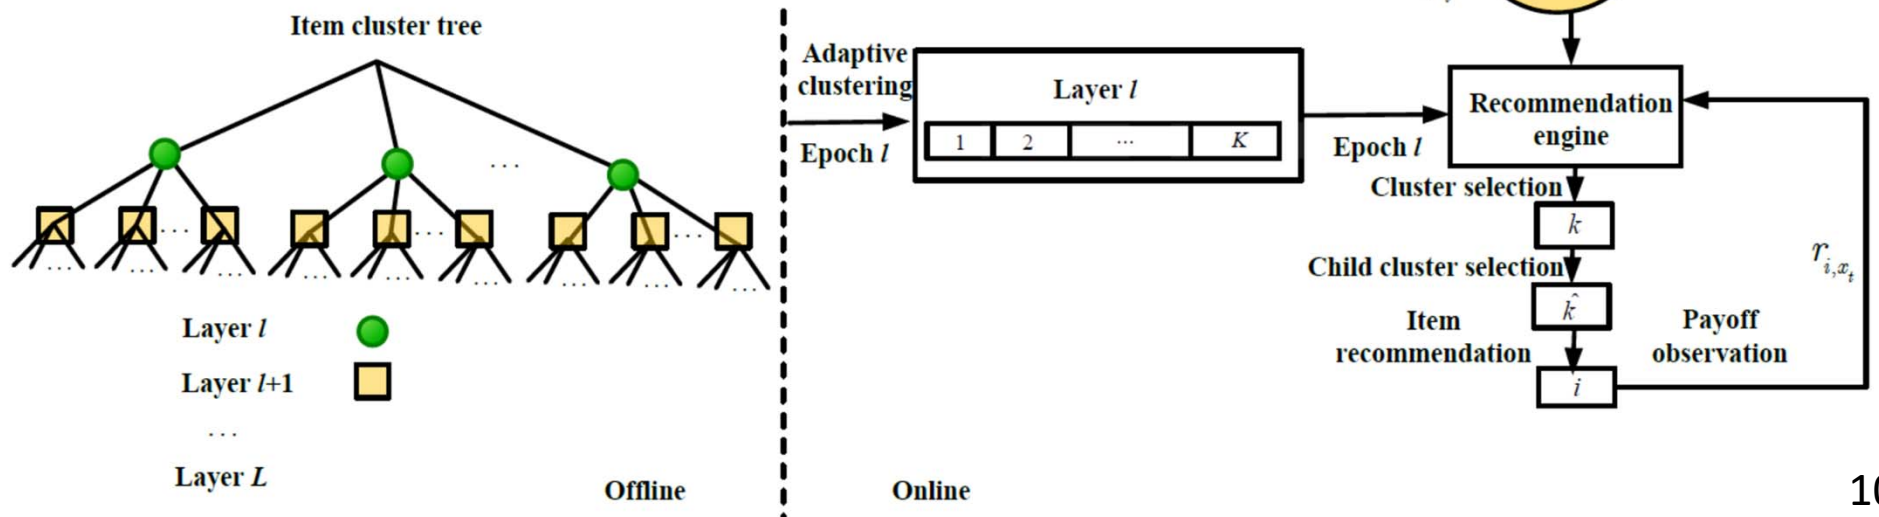 Item cluster tree
...
... ... ...
... ... ... ... ... ... ... ... ...
Layer l
Layer l+1
...
Layer L
Offline
Adaptive
clustering
Epoch l
Layer l
1 2 ... K
Epoch l
Recommendation
engine
Cluster selection
k
Child cluster selection
k̂
Item
recommendation
i
Payoff
observation
r_{i,x_t}
Online